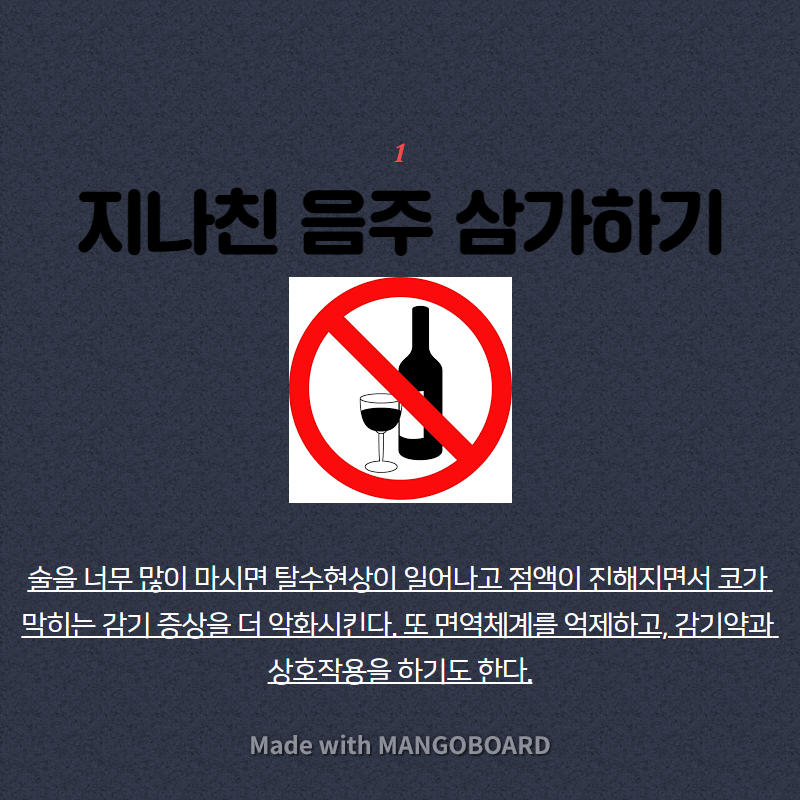 1
지나친 음주 삼가하기
술을 너무 많이 마시면 탈수현상이 일어나고 점액이 진해지면서 코가
막히는 감기 증상을 더 악화시킨다. 또 면역체계를 억제하고, 감기약과
상호작용을 하기도 한다.
Made with MANGOBOARD